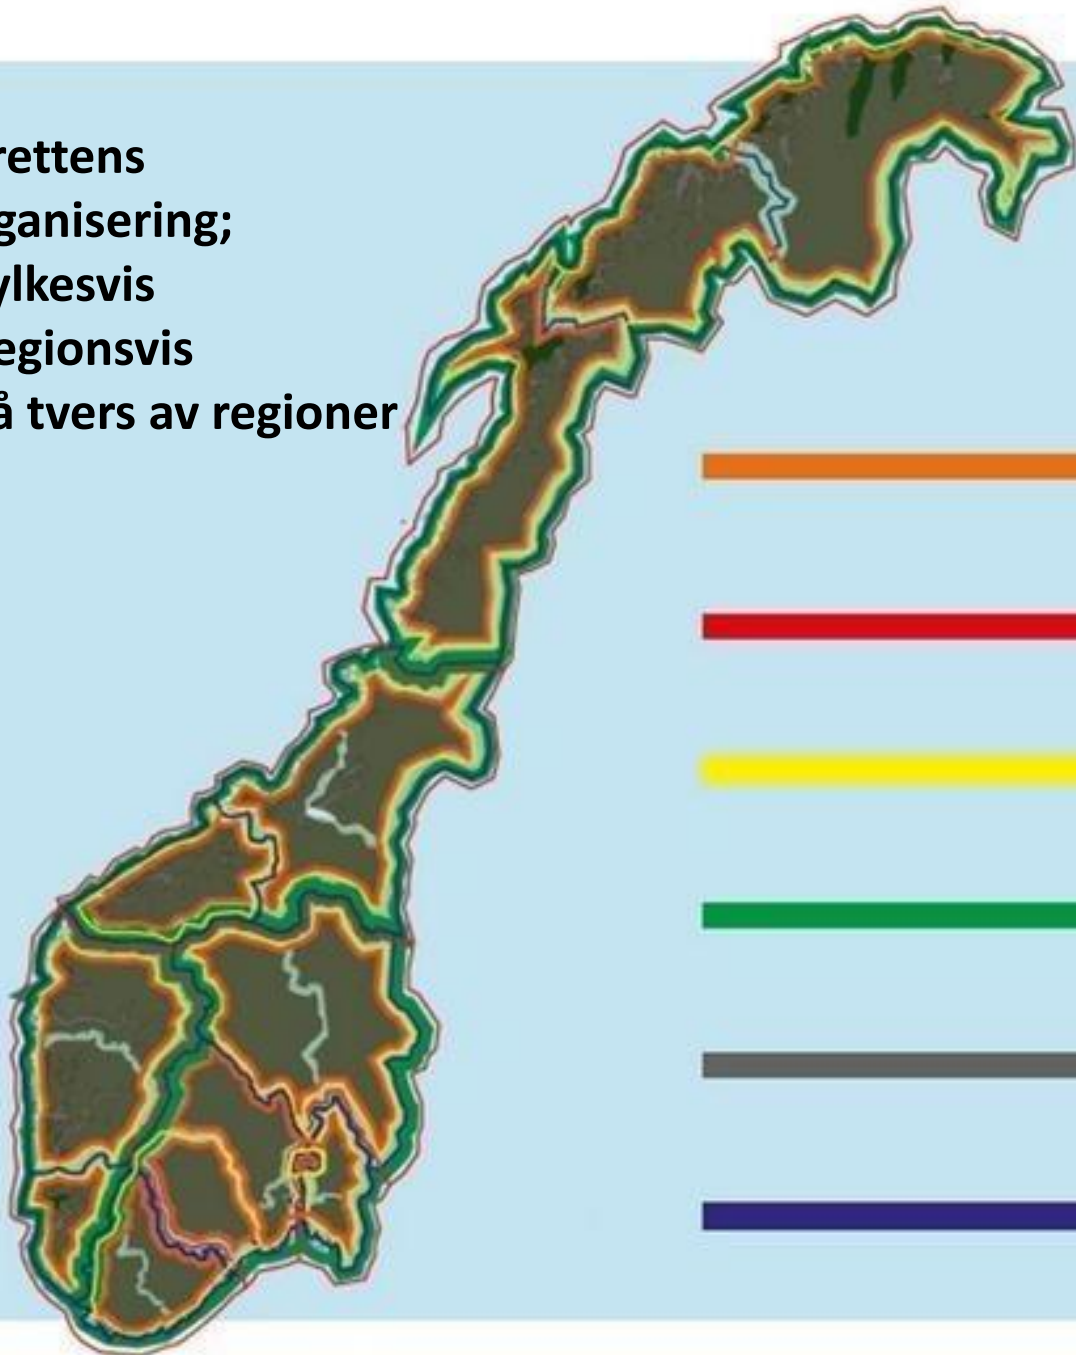 rettens
ganisering;
ylkesvis
egionsvis
å tvers av regioner